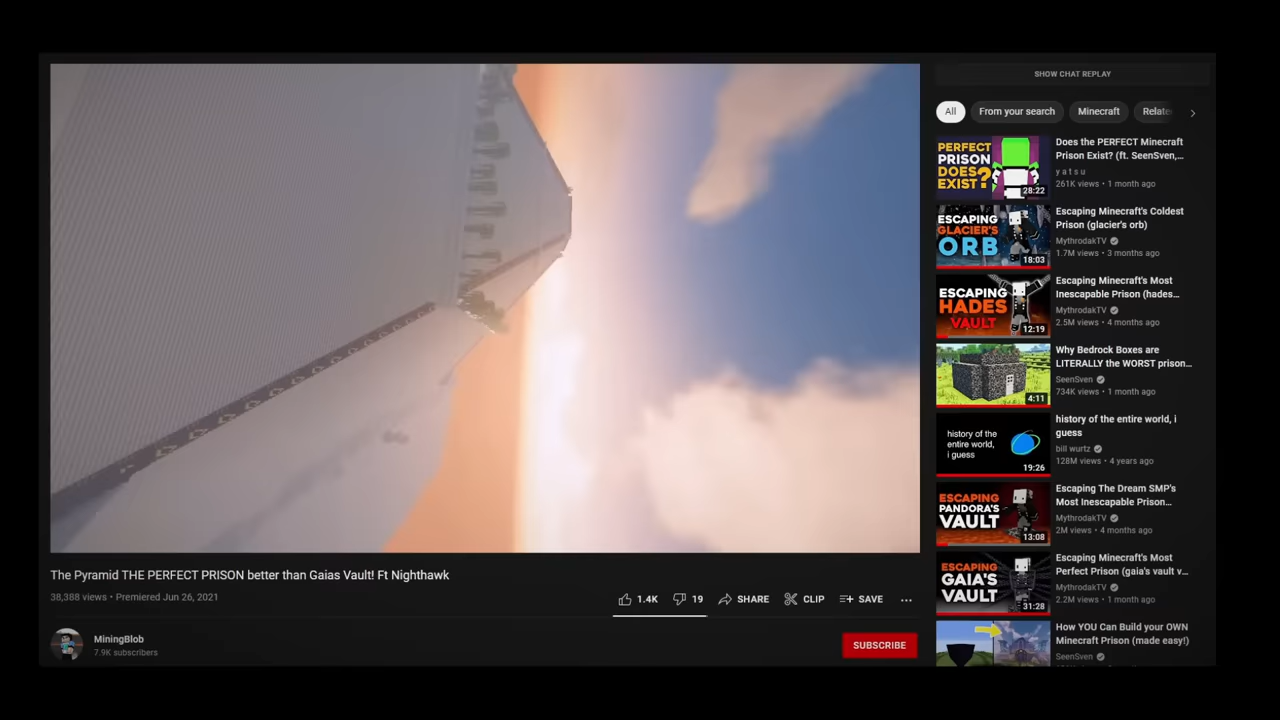 SHOW CHAT REPLAY
All
From your search
Minecraft
Relate
The Pyramid THE PERFECT PRISON better than Gaias Vault! Ft Nighthawk
38,388 views • Premiered Jun 26, 2021
1.4K
19
SHARE
CLIP
SAVE
MiningBlob
7.9K subscribers
SUBSCRIBE
PERFECT
PRISON
DOES
EXIST?
28:22
Does the PERFECT Minecraft
Prison Exist? (ft. SeenSven,...
y a t s u
261K views • 1 month ago
ESCAPING
GLACIER'S
ORB
18:03
Escaping Minecraft's Coldest
Prison (glacier's orb)
MythrodakTV
1.7M views • 3 months ago
ESCAPING
HADES
VAULT
12:19
Escaping Minecraft's Most
Inescapable Prison (hades...
MythrodakTV
2.5M views • 4 months ago
4:11
Why Bedrock Boxes are
LITERALLY the WORST prison...
SeenSven
734K views • 1 month ago
history of the
entire world,
i guess
19:26
history of the entire world, i
guess
bill wurtz
128M views • 4 years ago
ESCAPING
PANDORA'S
VAULT
13:08
Escaping The Dream SMP's
Most Inescapable Prison...
MythrodakTV
2M views • 4 months ago
ESCAPING
GAIA'S
VAULT
31:28
Escaping Minecraft's Most
Perfect Prison (gaia's vault v...
MythrodakTV
2.2M views • 1 month ago
How YOU Can Build your OWN
Minecraft Prison (made easy!)
SeenSven